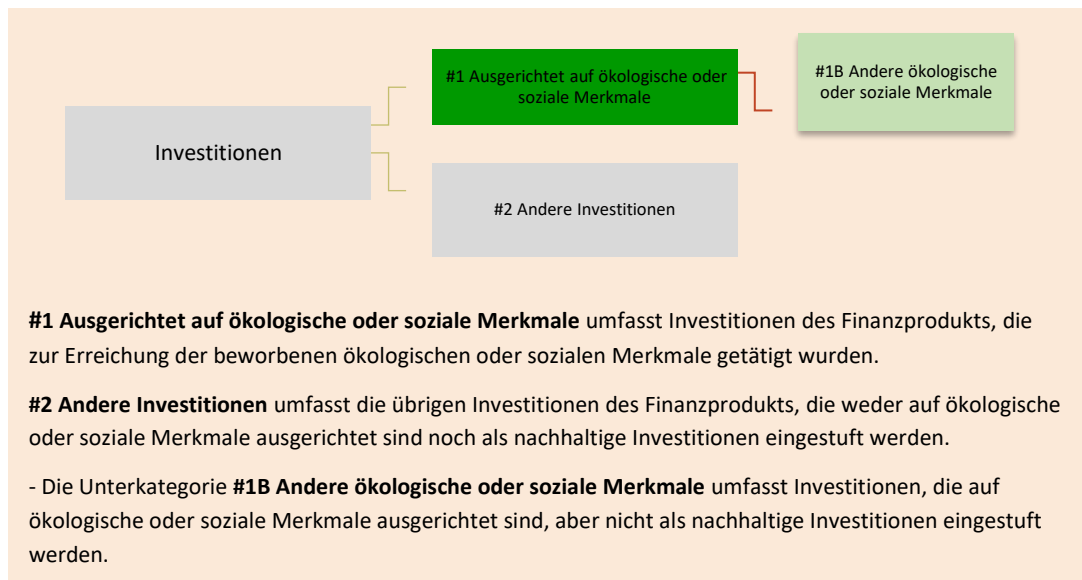 #1 Ausgerichtet auf ökologische oder
soziale Merkmale
#1B Andere ökologische
oder soziale Merkmale
Investitionen
#2 Andere Investitionen
#1 Ausgerichtet auf ökologische oder soziale Merkmale umfasst Investitionen des Finanzprodukts, die
zur Erreichung der beworbenen ökologischen oder sozialen Merkmale getätigt wurden.
#2 Andere Investitionen umfasst die übrigen Investitionen des Finanzprodukts, die weder auf ökologische
oder soziale Merkmale ausgerichtet sind noch als nachhaltige Investitionen eingestuft werden.
- Die Unterkategorie #1B Andere ökologische oder soziale Merkmale umfasst Investitionen, die auf
ökologische oder soziale Merkmale ausgerichtet sind, aber nicht als nachhaltige Investitionen eingestuft
werden.